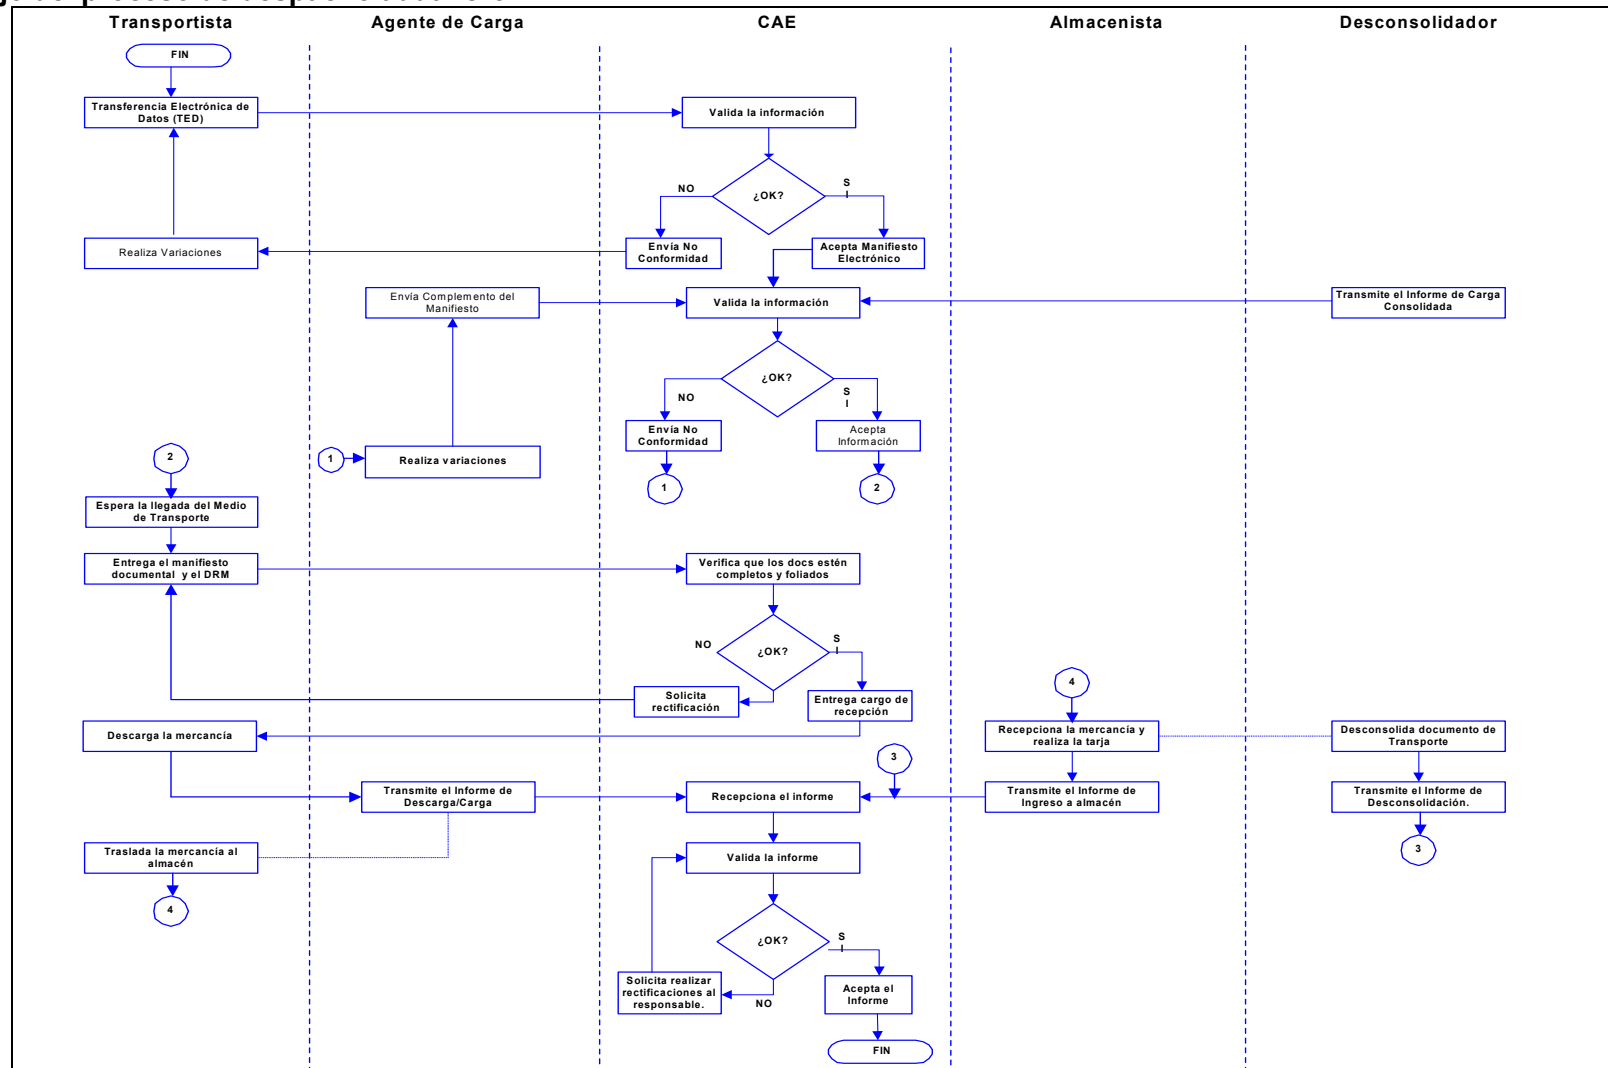 Transportista
Agente de Carga
CAE
Almacenista
Desconsolidador
FIN
Transferencia Electrónica de
Datos (TED)
Valida la información
¿OK?
NO
S
I
Realiza Variaciones
Envía No
Conformidad
Acepta Manifiesto
Electrónico
Envía Complemento del
Manifiesto
Valida la información
Transmite el Informe de Carga
Consolidada
¿OK?
NO
S
I
Envía No
Conformidad
Acepta
Información
2
1
Realiza variaciones
1
2
Espera la llegada del Medio
de Transporte
Entrega el manifiesto
documental y el DRM
Verifica que los docs estén
completos y foliados
NO
¿OK?
S
I
Solicita
rectificación
Entrega cargo de
recepción
4
Descarga la mercancía
Recepciona la mercancía y
realiza la tarja
Desconsolida documento de
Transporte
3
Transmite el Informe de
Descarga/Carga
Recepciona el informe
Transmite el Informe de
Ingreso a almacén
Transmite el Informe de
Desconsolidación.
Traslada la mercancía al
almacén
Valida la informe
3
4
¿OK?
S
I
Solicita realizar
rectificaciones al
responsable.
NO
Acepta el
Informe
FIN